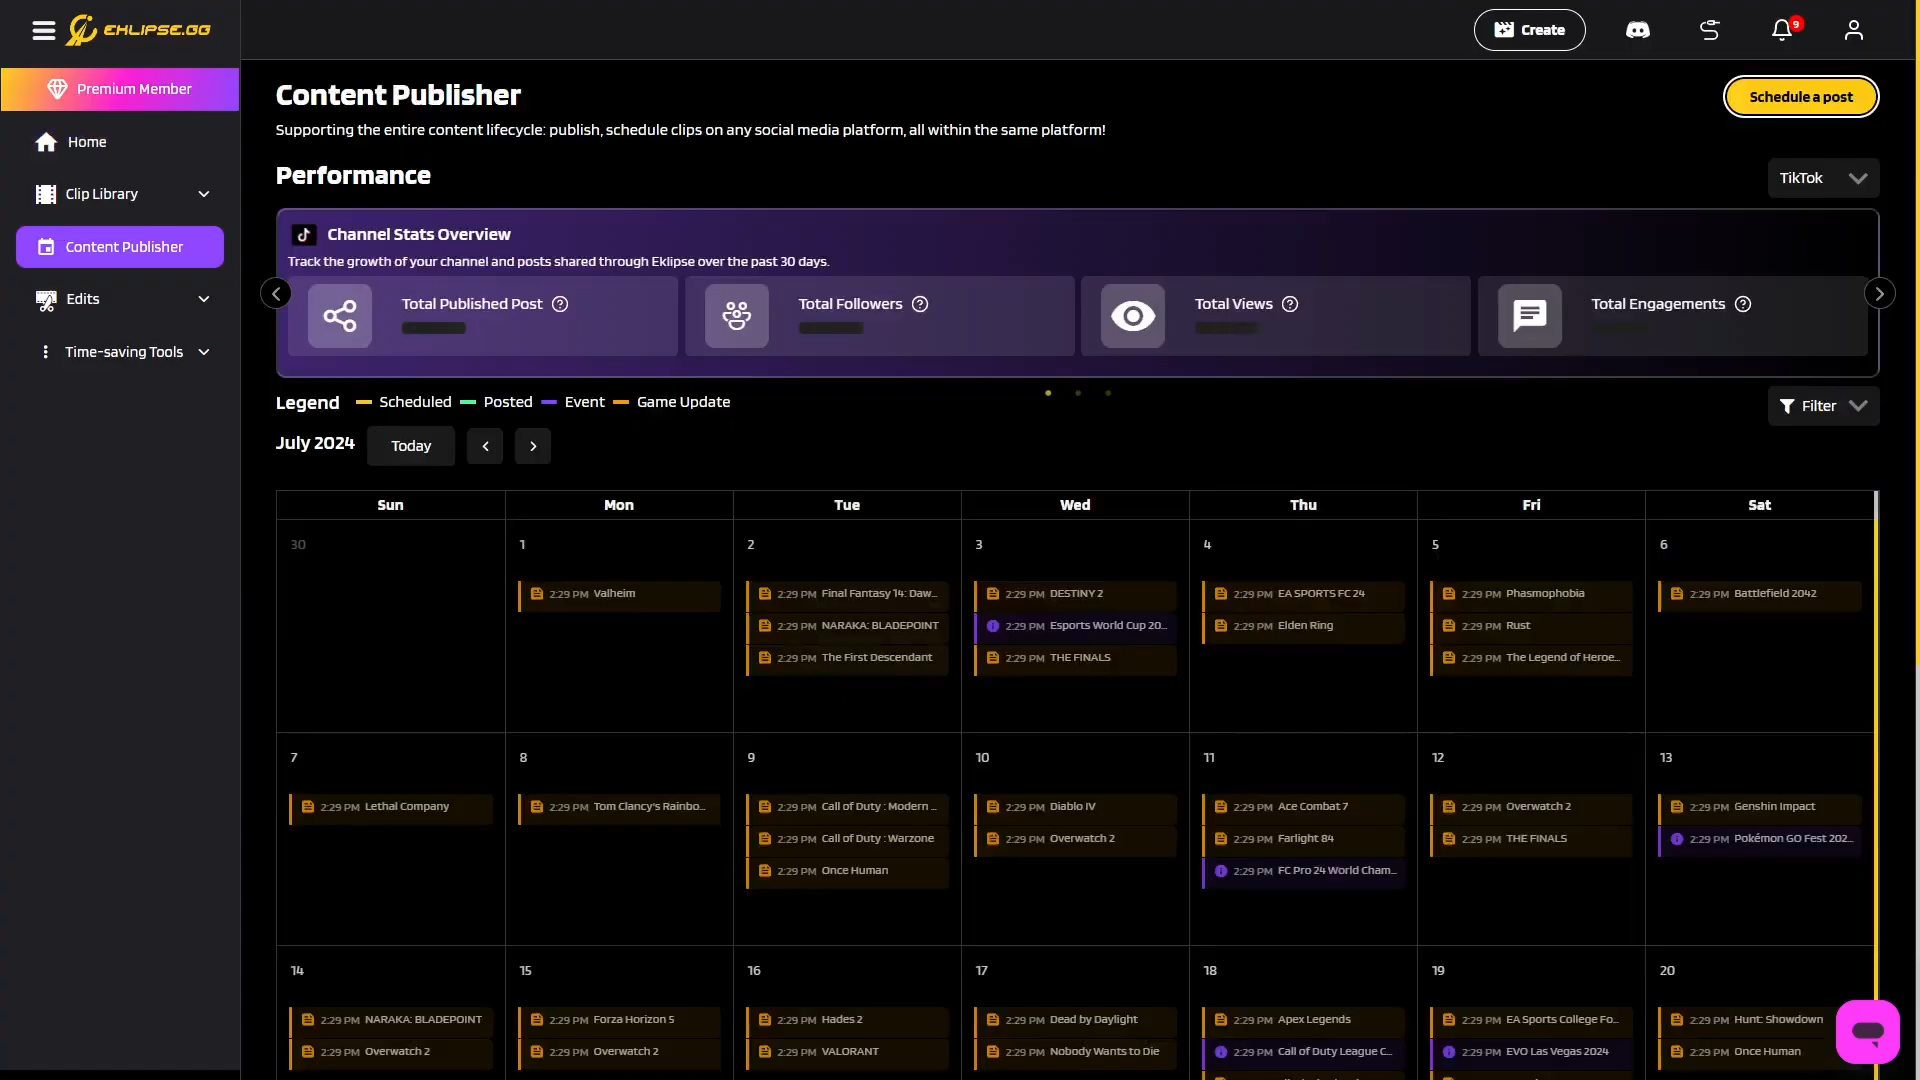 EKLIPSE.GG
Create
9
Premium Member
Home
Clip Library
Content Publisher
Edits
Time-saving Tools
Content Publisher
Schedule a post
Supporting the entire content lifecycle: publish, schedule clips on any social media platform, all within the same platform!
Performance
TikTok
Channel Stats Overview
Track the growth of your channel and posts shared through Eklipse over the past 30 days.
Total Published Post
Total Followers
Total Views
Total Engagements
Legend Scheduled Posted Event Game Update
Filter
July 2024 Today
Sun Mon Tue Wed Thu Fri Sat
30 1 2 3 4 5 6
2:29 PM Valheim 2:29 PM Final Fantasy 14: Daw... 2:29 PM DESTINY 2 2:29 PM EA SPORTS FC 24 2:29 PM Phasmophobia 2:29 PM Battlefield 2042
2:29 PM NARAKA: BLADEPOINT 2:29 PM Esports World Cup 20... 2:29 PM Elden Ring 2:29 PM Rust
2:29 PM The First Descendant 2:29 PM THE FINALS 2:29 PM The Legend of Heroe...
7 8 9 10 11 12 13
2:29 PM Lethal Company 2:29 PM Tom Clancy's Rainbo... 2:29 PM Call of Duty : Modern ... 2:29 PM Diablo IV 2:29 PM Ace Combat 7 2:29 PM Overwatch 2 2:29 PM Genshin Impact
2:29 PM Call of Duty : Warzone 2:29 PM Overwatch 2 2:29 PM Farlight 84 2:29 PM THE FINALS 2:29 PM Pokémon GO Fest 202...
2:29 PM Once Human 2:29 PM FC Pro 24 World Cham...
14 15 16 17 18 19 20
2:29 PM NARAKA: BLADEPOINT 2:29 PM Forza Horizon 5 2:29 PM Hades 2 2:29 PM Dead by Daylight 2:29 PM Apex Legends 2:29 PM EA Sports College Fo... 2:29 PM Hunt: Showdown
2:29 PM Overwatch 2 2:29 PM Overwatch 2 2:29 PM VALORANT 2:29 PM Nobody Wants to Die 2:29 PM Call of Duty League C... 2:29 PM EVO Las Vegas 2024 2:29 PM Once Human